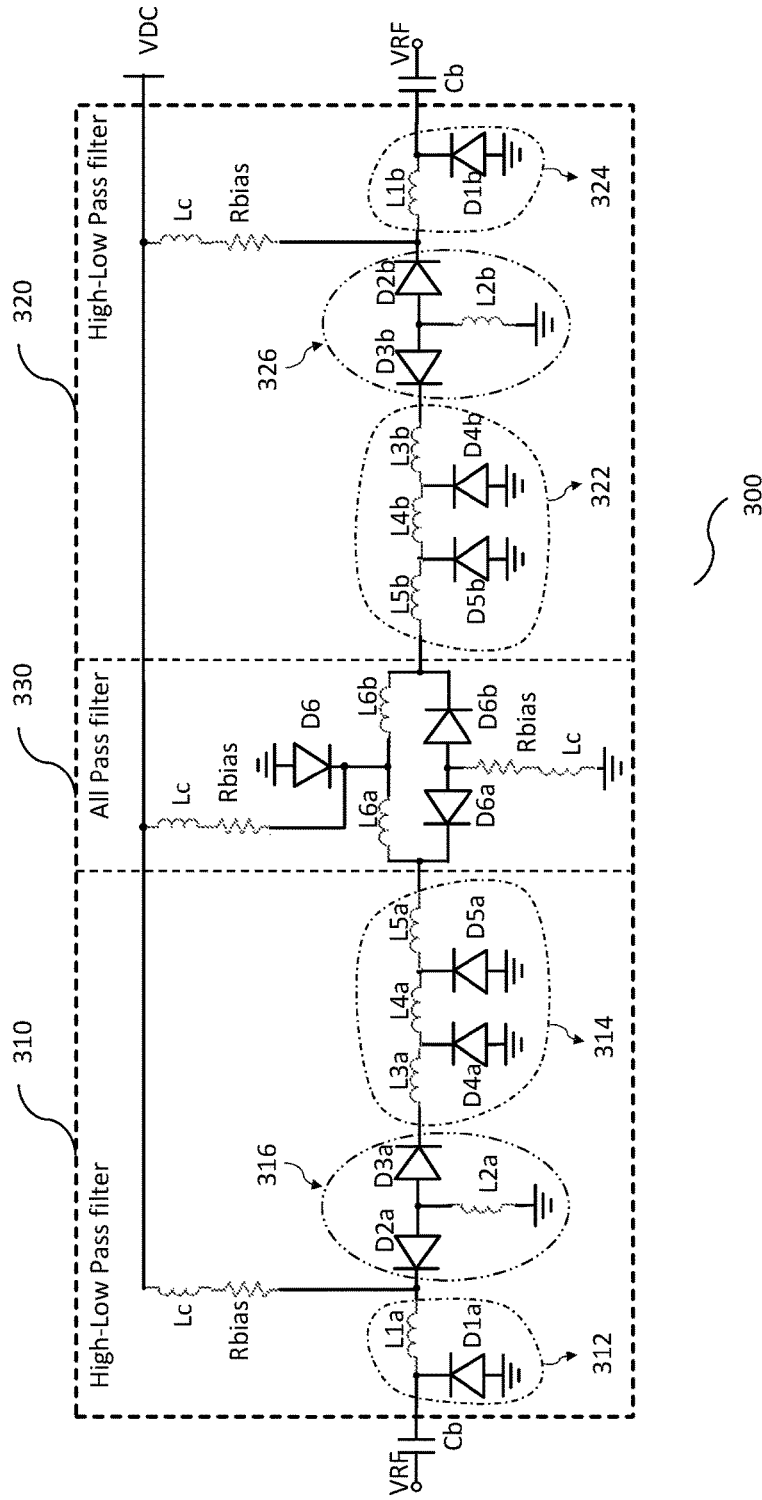 310
330
320
VDC
High-Low Pass filter
All Pass filter
High-Low Pass filter
Lc
Rbias
Lc
Rbias
Lc
Rbias
D6
316
326
VRF
Cb
L1a
D1a
D2a
D3a
L2a
L3a
L4a
L5a
D4a
D5a
L6a
L6b
D6a
D6b
Rbias
Lc
L5b
L4b
L3b
D5b
D4b
D3b
D2b
L2b
L1b
D1b
VRF
Cb
312
314
322
324
300